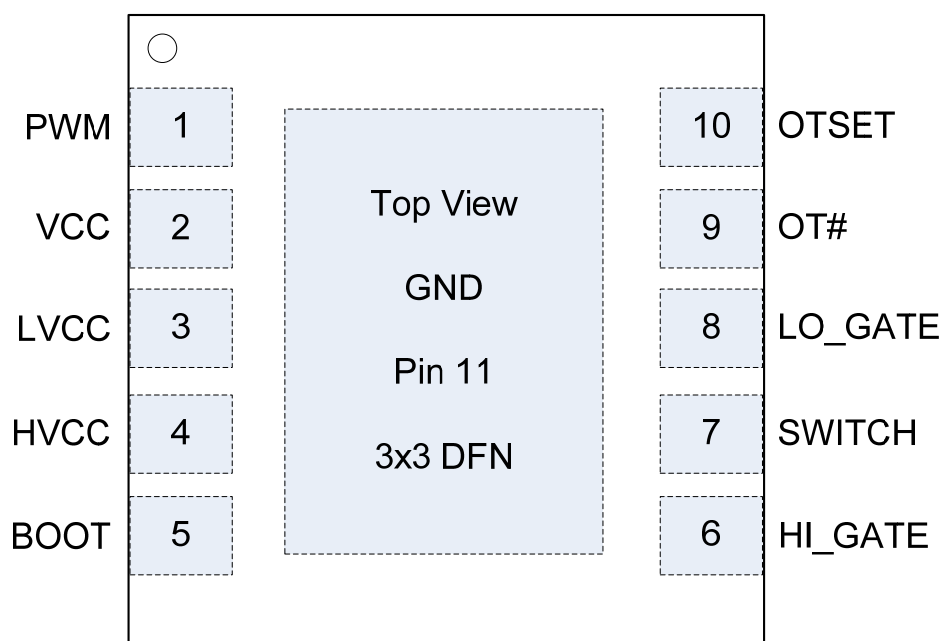 PWM 1 10 OTSET
Top View
VCC 2 9 OT#
GND
LVCC 3 8 LO_GATE
Pin 11
HVCC 4 7 SWITCH
3x3 DFN
BOOT 5 6 HI_GATE